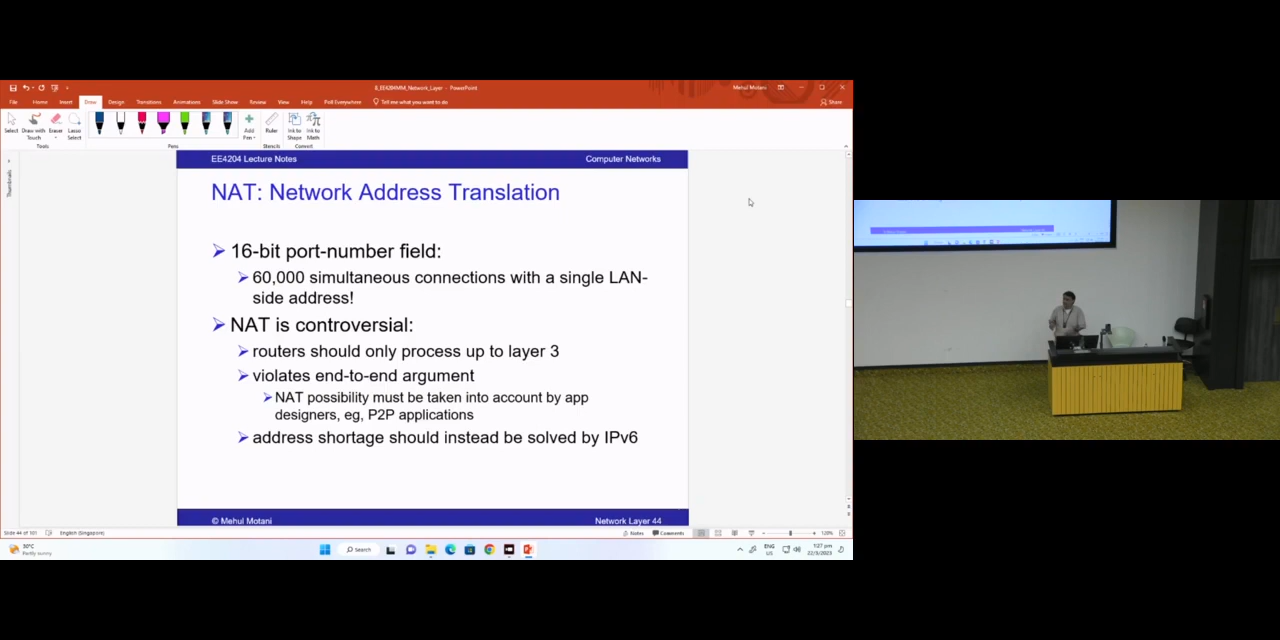 8_EE4204MM_Network_Layer - PowerPoint
Mehul Motani
File Home Insert Draw Design Transitions Animations Slide Show Review View Help Poll Everywhere Tell me what you want to do
Share
Select Draw with Touch Eraser Lasso Select Add Pen Ruler Ink to Shape Ink to Math
Tools Pens Stencils Convert
Thumbnails
EE4204 Lecture Notes Computer Networks
NAT: Network Address Translation
16-bit port-number field:
60,000 simultaneous connections with a single LAN-
side address!
NAT is controversial:
routers should only process up to layer 3
violates end-to-end argument
NAT possibility must be taken into account by app
designers, eg, P2P applications
address shortage should instead be solved by IPv6
© Mehul Motani Network Layer 44
Slide 44 of 101 English (Singapore) Notes Comments 120%
30°C
Partly sunny
Search
ENG
US
1:27 pm
22/3/2023